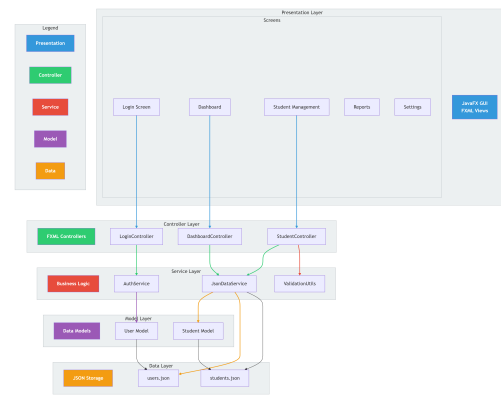 Presentation Layer
Legend
Screens
Presentation
Controller
Service
Model
Data
Login Screen
Dashboard
Student Management
Reports
Settings
JavaFX GUI
FXML Views
Controller Layer
FXML Controllers
LoginController
DashboardController
StudentController
Service Layer
Business Logic
AuthService
JsonDataService
ValidationUtils
Model Layer
Data Models
User Model
Student Model
Data Layer
JSON Storage
users.json
students.json